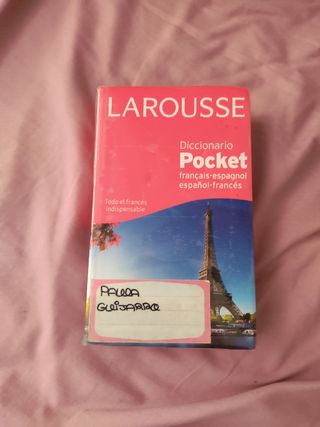 LAROUSSE
Diccionario
Pocket
français-espagnol
español-francés
Todo el francés
indispensable
PAULA
GUIJARRO